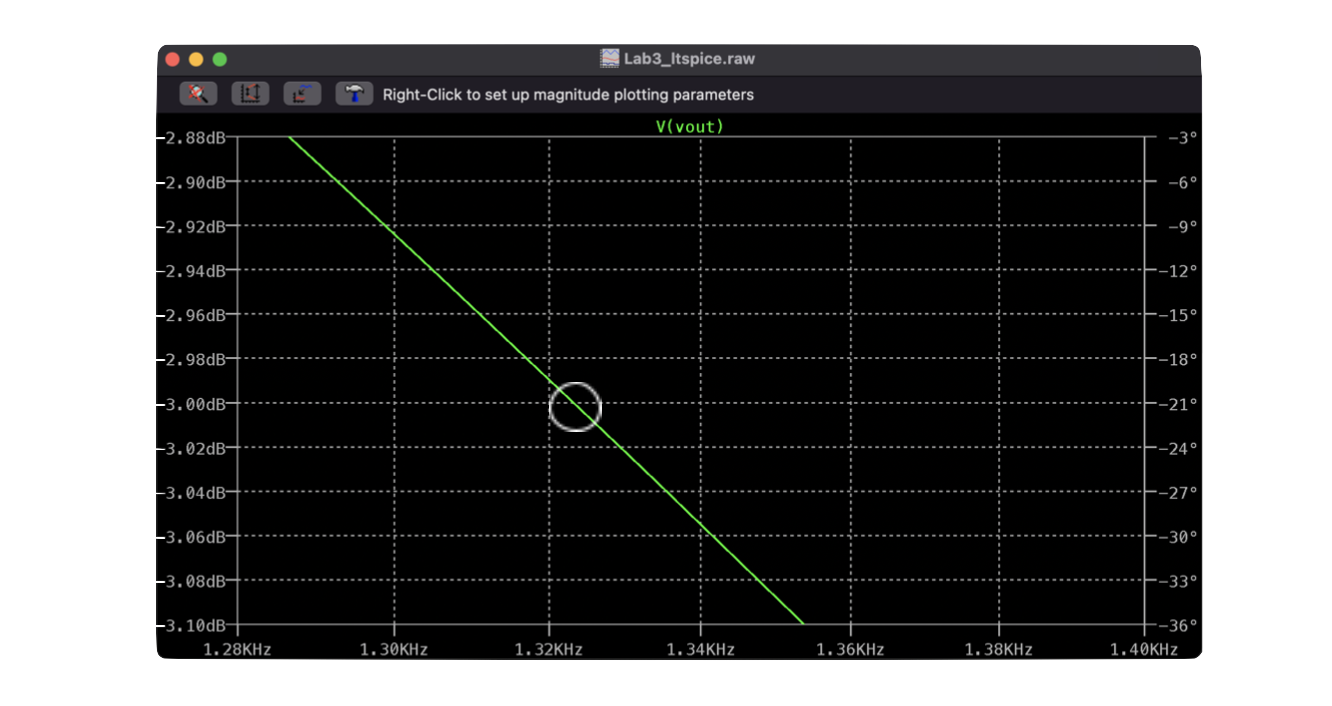 Lab3_ltspice.raw
Right-Click to set up magnitude plotting parameters
V(vout)
-2.88dB
-2.90dB
-2.92dB
-2.94dB
-2.96dB
-2.98dB
-3.00dB
-3.02dB
-3.04dB
-3.06dB
-3.08dB
-3.10dB
-3°
-6°
-9°
-12°
-15°
-18°
-21°
-24°
-27°
-30°
-33°
-36°
1.28KHz 1.30KHz 1.32KHz 1.34KHz 1.36KHz 1.38KHz 1.40KHz